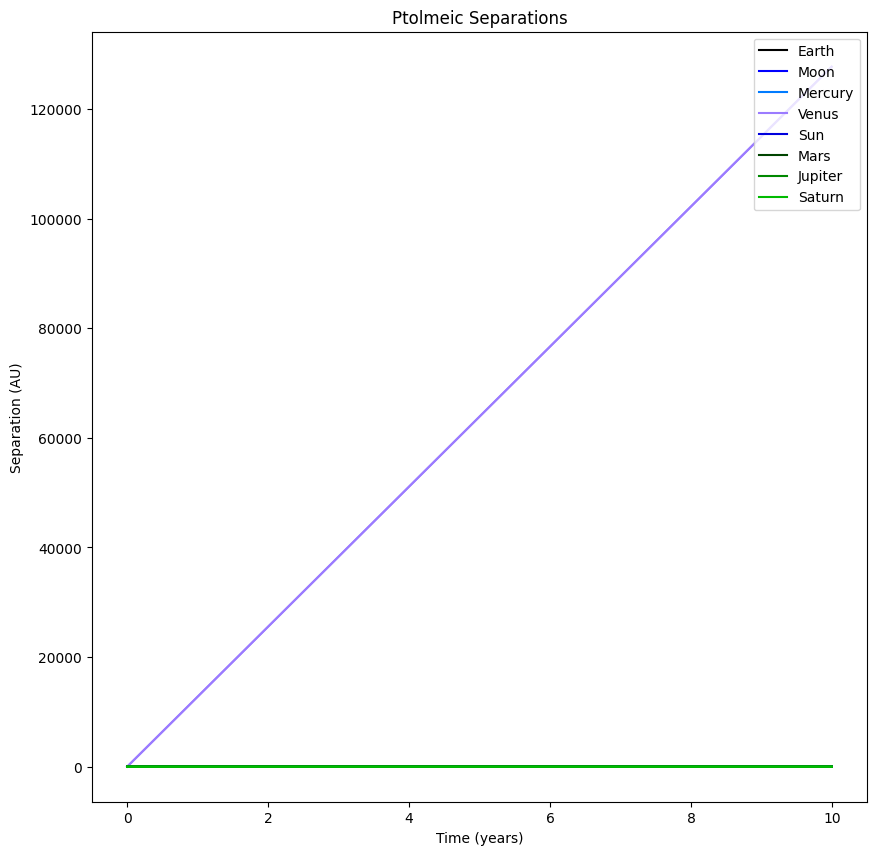 Ptolmeic Separations
Earth
Moon
Mercury
Venus
Sun
Mars
Jupiter
Saturn
120000
100000
80000
60000
40000
20000
0
Separation (AU)
0 2 4 6 8 10
Time (years)